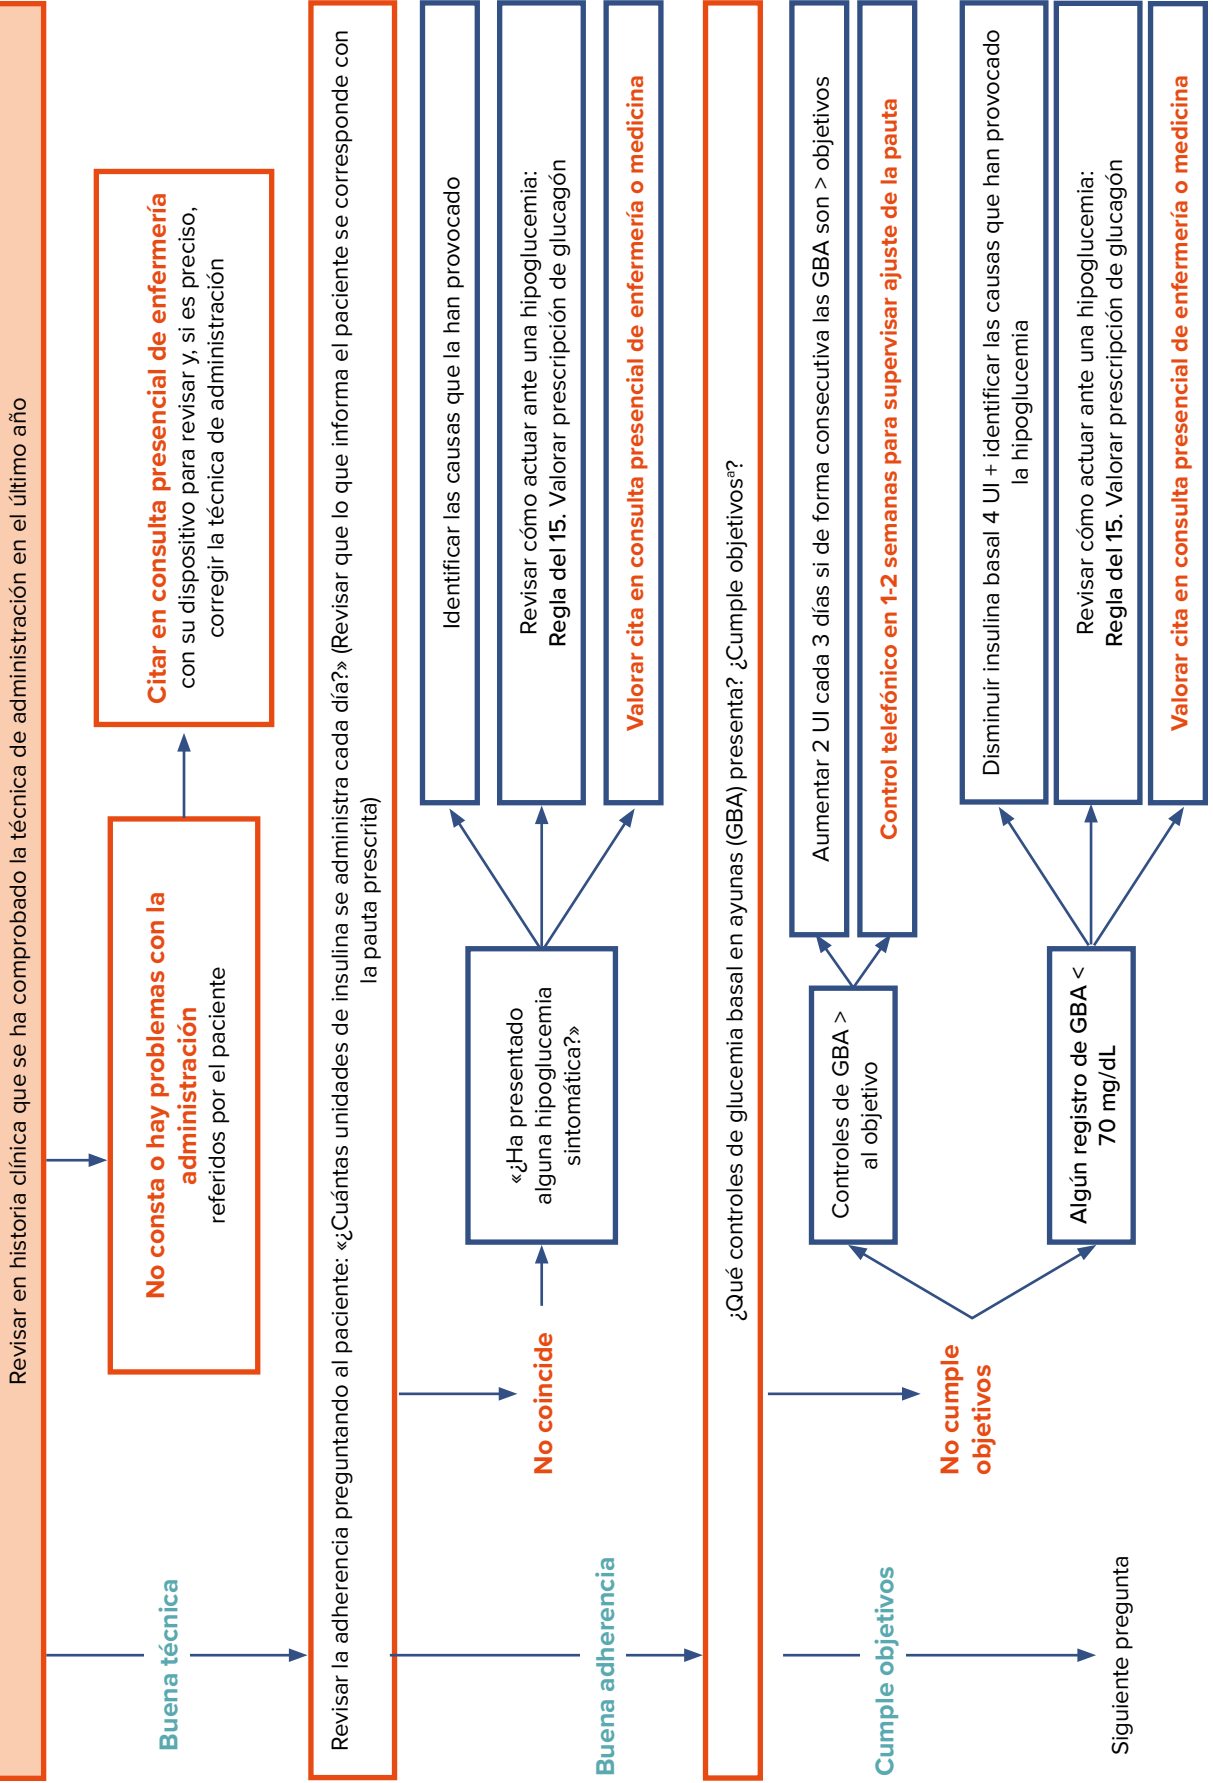 Revisar en historia clínica que se ha comprobado la técnica de administración en el último año
Buena técnica
No consta o hay problemas con la
administración
referidos por el paciente
Citar en consulta presencial de enfermería
con su dispositivo para revisar y, si es preciso,
corregir la técnica de administración
Revisar la adherencia preguntando al paciente: «¿Cuántas unidades de insulina se administra cada día?» (Revisar que lo que informa el paciente se corresponde con
la pauta prescrita)
Buena adherencia
No coincide
«¿Ha presentado
alguna hipoglucemia
sintomática?»
Identificar las causas que la han provocado
Revisar cómo actuar ante una hipoglucemia:
Regla del 15. Valorar prescripción de glucagón
Valorar cita en consulta presencial de enfermería o medicina
¿Qué controles de glucemia basal en ayunas (GBA) presenta? ¿Cumple objetivosª?
Cumple objetivos
No cumple
objetivos
Controles de GBA >
al objetivo
Aumentar 2 UI cada 3 días si de forma consecutiva las GBA son > objetivos
Control telefónico en 1-2 semanas para supervisar ajuste de la pauta
Algún registro de GBA <
70 mg/dL
Disminuir insulina basal 4 UI + identificar las causas que han provocado
la hipoglucemia
Revisar cómo actuar ante una hipoglucemia:
Regla del 15. Valorar prescripción de glucagón
Valorar cita en consulta presencial de enfermería o medicina
Siguiente pregunta